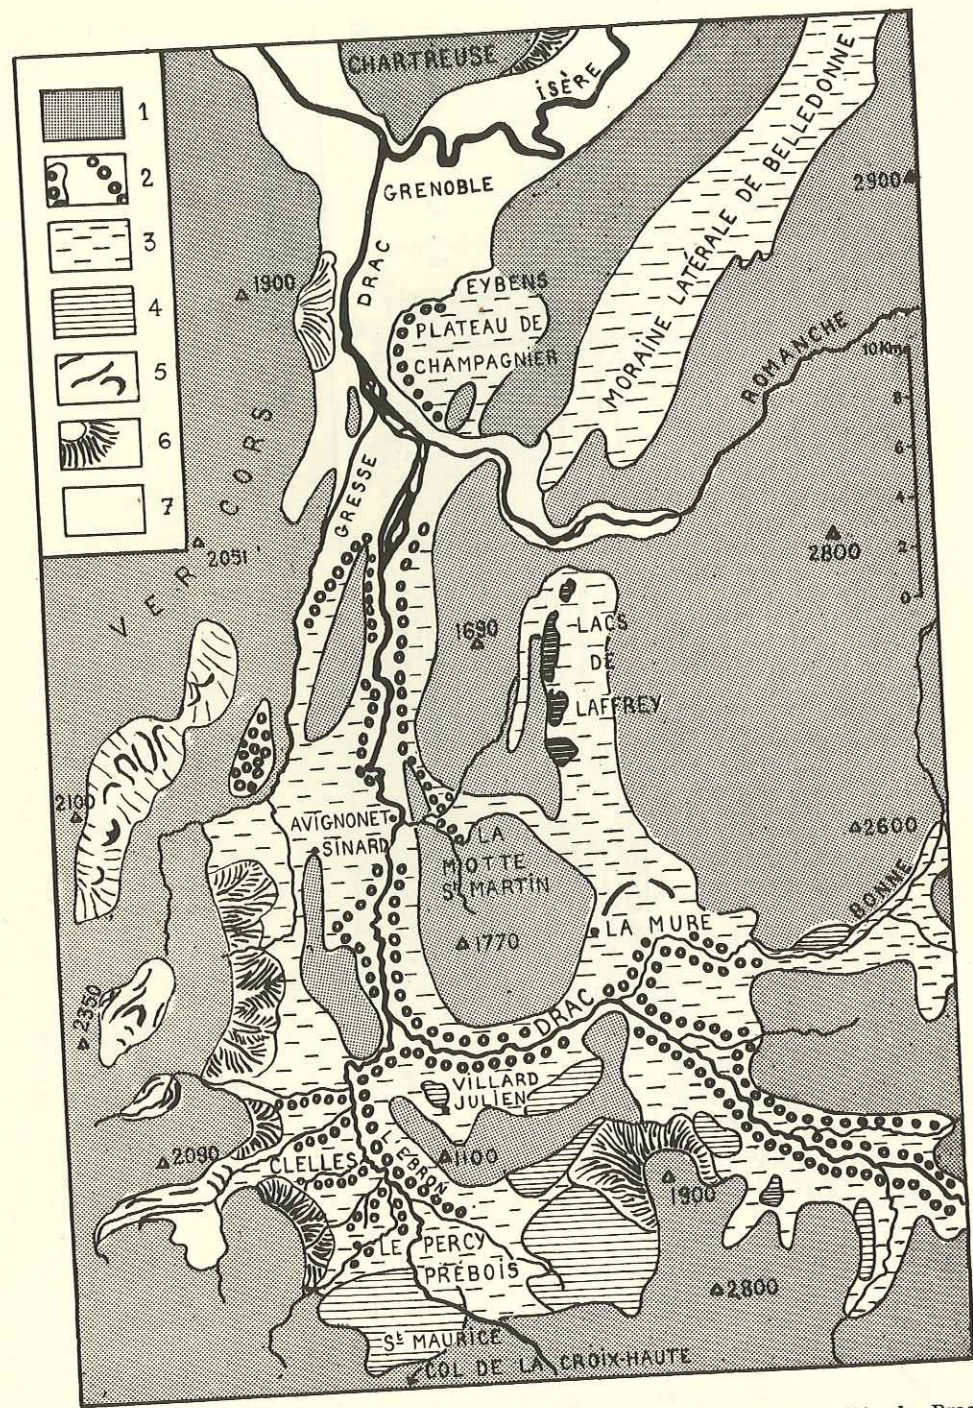 CHARTREUSE
ISÈRE
1
2
3
4
5
6
7
GRENOBLE
DRAC
MORAINE LATÉRALE DE BELLEDONNE
2900
1900
EYBENS
PLATEAU DE
CHAMPAGNIER
ROMANCHE
10 Km
8
6
4
2
0
VERCORS
GRESSE
2051
2800
1690
LACS
DE
LAFFREY
2100
AVIGNONET
SINARD
LA
MOTTE
St MARTIN
2600
BONNE
LA MURE
1770
2350
DRAC
VILLARD
JULIEN
2090
CLELLES
L'ÉBRON
1100
1900
LE PERCY
PRÉBOIS
2800
St MAURICE
COL DE LA CROIX-HAUTE